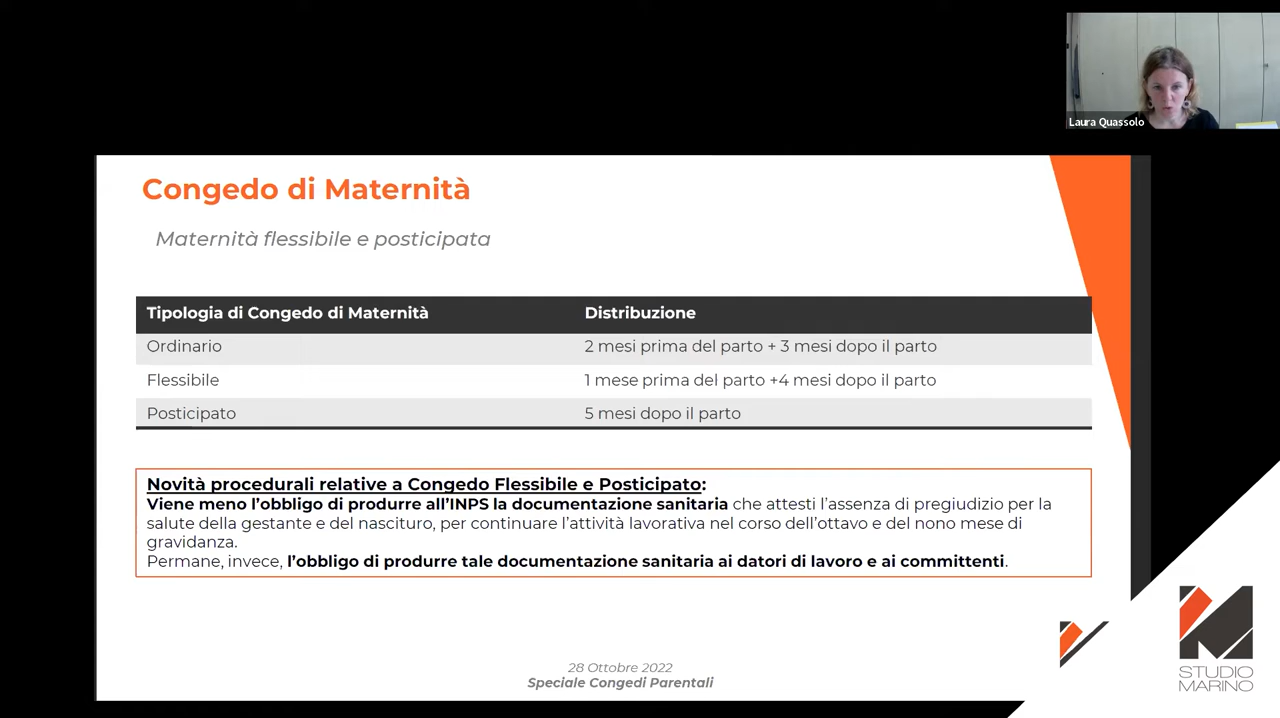 Laura Quassolo
Congedo di Maternità
Maternità flessibile e posticipata
Tipologia di Congedo di Maternità Distribuzione
Ordinario 2 mesi prima del parto + 3 mesi dopo il parto
Flessibile 1 mese prima del parto +4 mesi dopo il parto
Posticipato 5 mesi dopo il parto
Novità procedurali relative a Congedo Flessibile e Posticipato:
Viene meno l’obbligo di produrre all’INPS la documentazione sanitaria che attesti l’assenza di pregiudizio per la
salute della gestante e del nascituro, per continuare l’attività lavorativa nel corso dell’ottavo e del nono mese di
gravidanza.
Permane, invece, l’obbligo di produrre tale documentazione sanitaria ai datori di lavoro e ai committenti.
28 Ottobre 2022
Speciale Congedi Parentali
STUDIO
MARINO